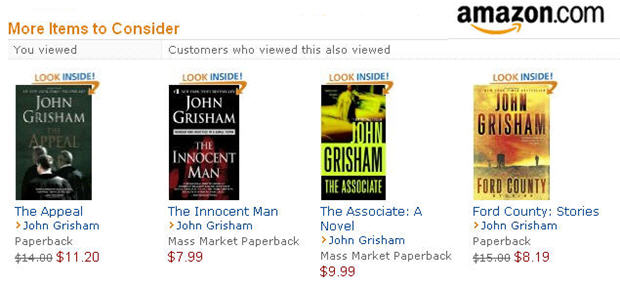 amazon.com
More Items to Consider
You viewed
Customers who viewed this also viewed
LOOK INSIDE!
JOHN
GRISHAM
THE
APPEAL
The Appeal
John Grisham
Paperback
$14.00 $11.20
LOOK INSIDE!
JOHN
GRISHAM
THE
INNOCENT
MAN
The Innocent Man
John Grisham
Mass Market Paperback
$7.99
LOOK INSIDE!
JOHN
GRISHAM
THE ASSOCIATE
The Associate: A
Novel
John Grisham
Mass Market Paperback
$9.99
LOOK INSIDE!
JOHN
GRISHAM
FORD COUNTY
STORIES
Ford County: Stories
John Grisham
Paperback
$15.00 $8.19